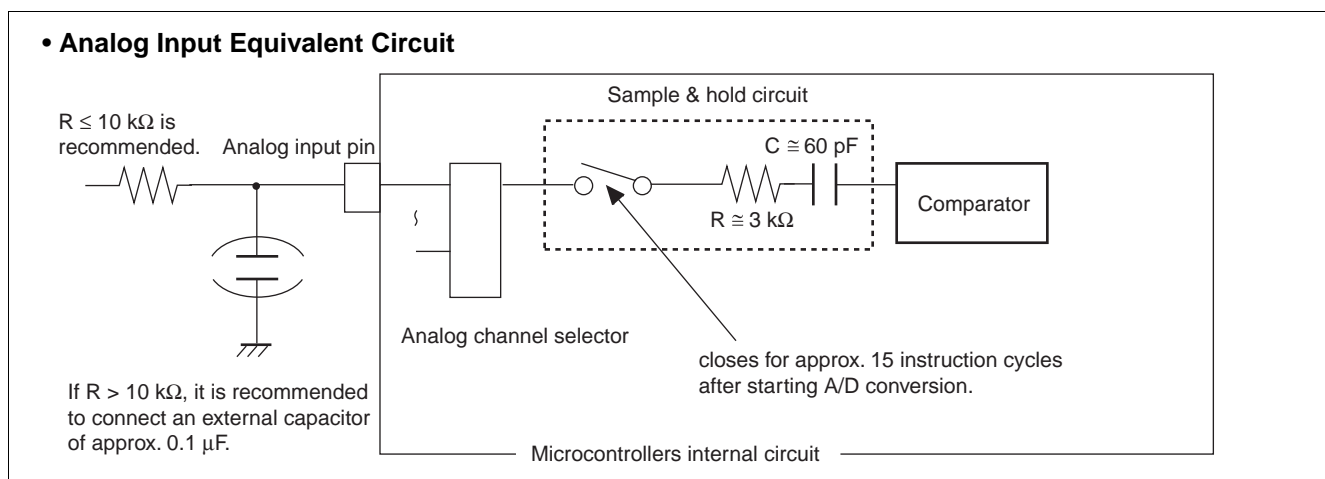 • Analog Input Equivalent Circuit
Sample & hold circuit
R ≤ 10 kΩ is
recommended.
Analog input pin
C ≅ 60 pF
R ≅ 3 kΩ
Comparator
Analog channel selector
closes for approx. 15 instruction cycles
after starting A/D conversion.
If R > 10 kΩ, it is recommended
to connect an external capacitor
of approx. 0.1 μF.
Microcontrollers internal circuit